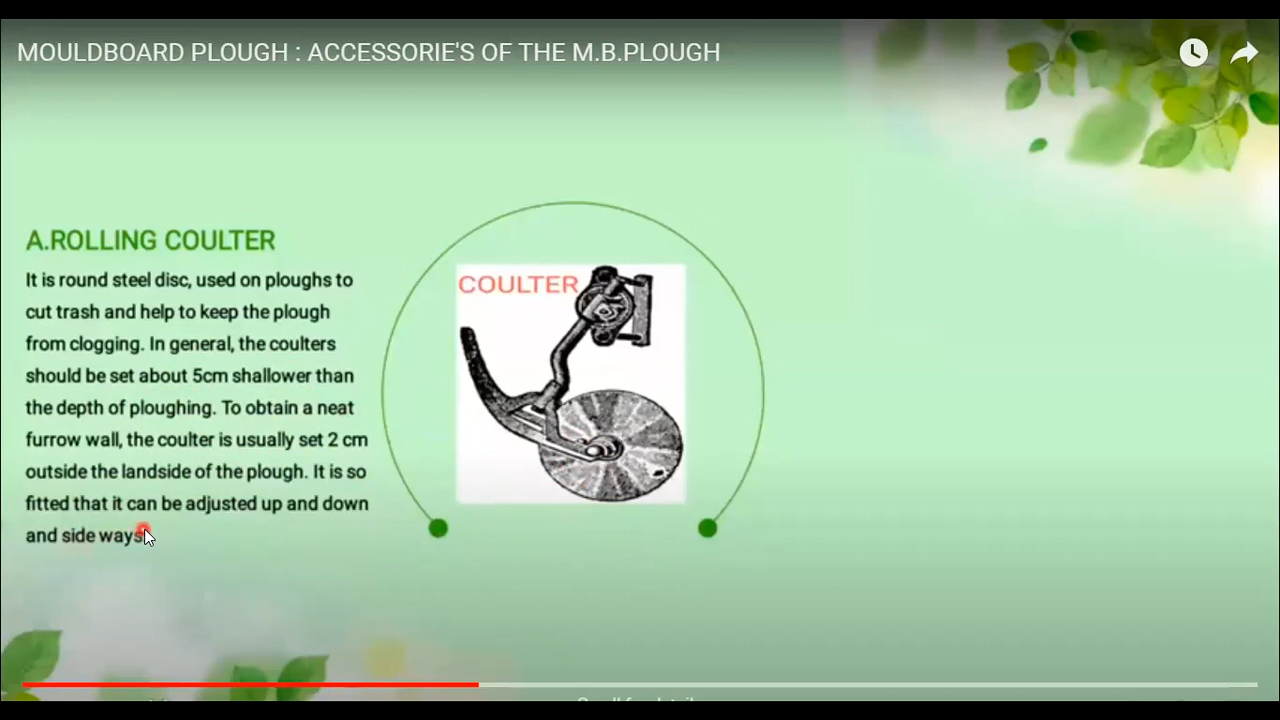 MOULDBOARD PLOUGH : ACCESSORIE'S OF THE M.B.PLOUGH
A.ROLLING COULTER
It is round steel disc, used on ploughs to
cut trash and help to keep the plough
from clogging. In general, the coulters
should be set about 5cm shallower than
the depth of ploughing. To obtain a neat
furrow wall, the coulter is usually set 2 cm
outside the landside of the plough. It is so
fitted that it can be adjusted up and down
and side ways
COULTER